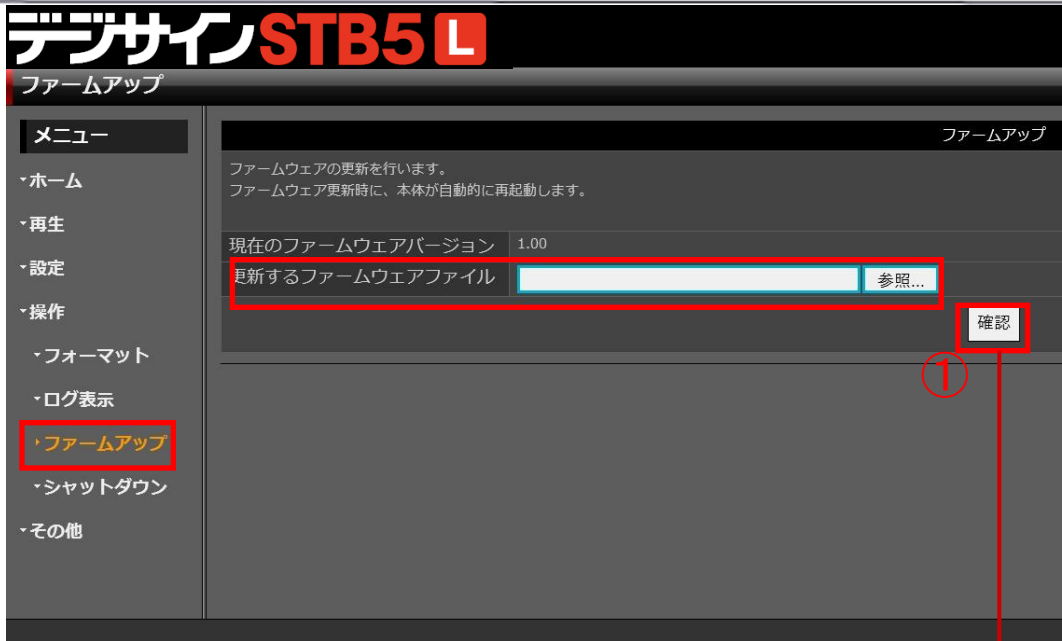 デジサインSTB5 L
ファームアップ
メニュー
ホーム
再生
設定
操作
フォーマット
ログ表示
ファームアップ
シャットダウン
その他
ファームアップ
ファームウェアの更新を行います。
ファームウェア更新時に、本体が自動的に再起動します。
現在のファームウェアバージョン 1.00
更新するファームウェアファイル 参照...
確認
①